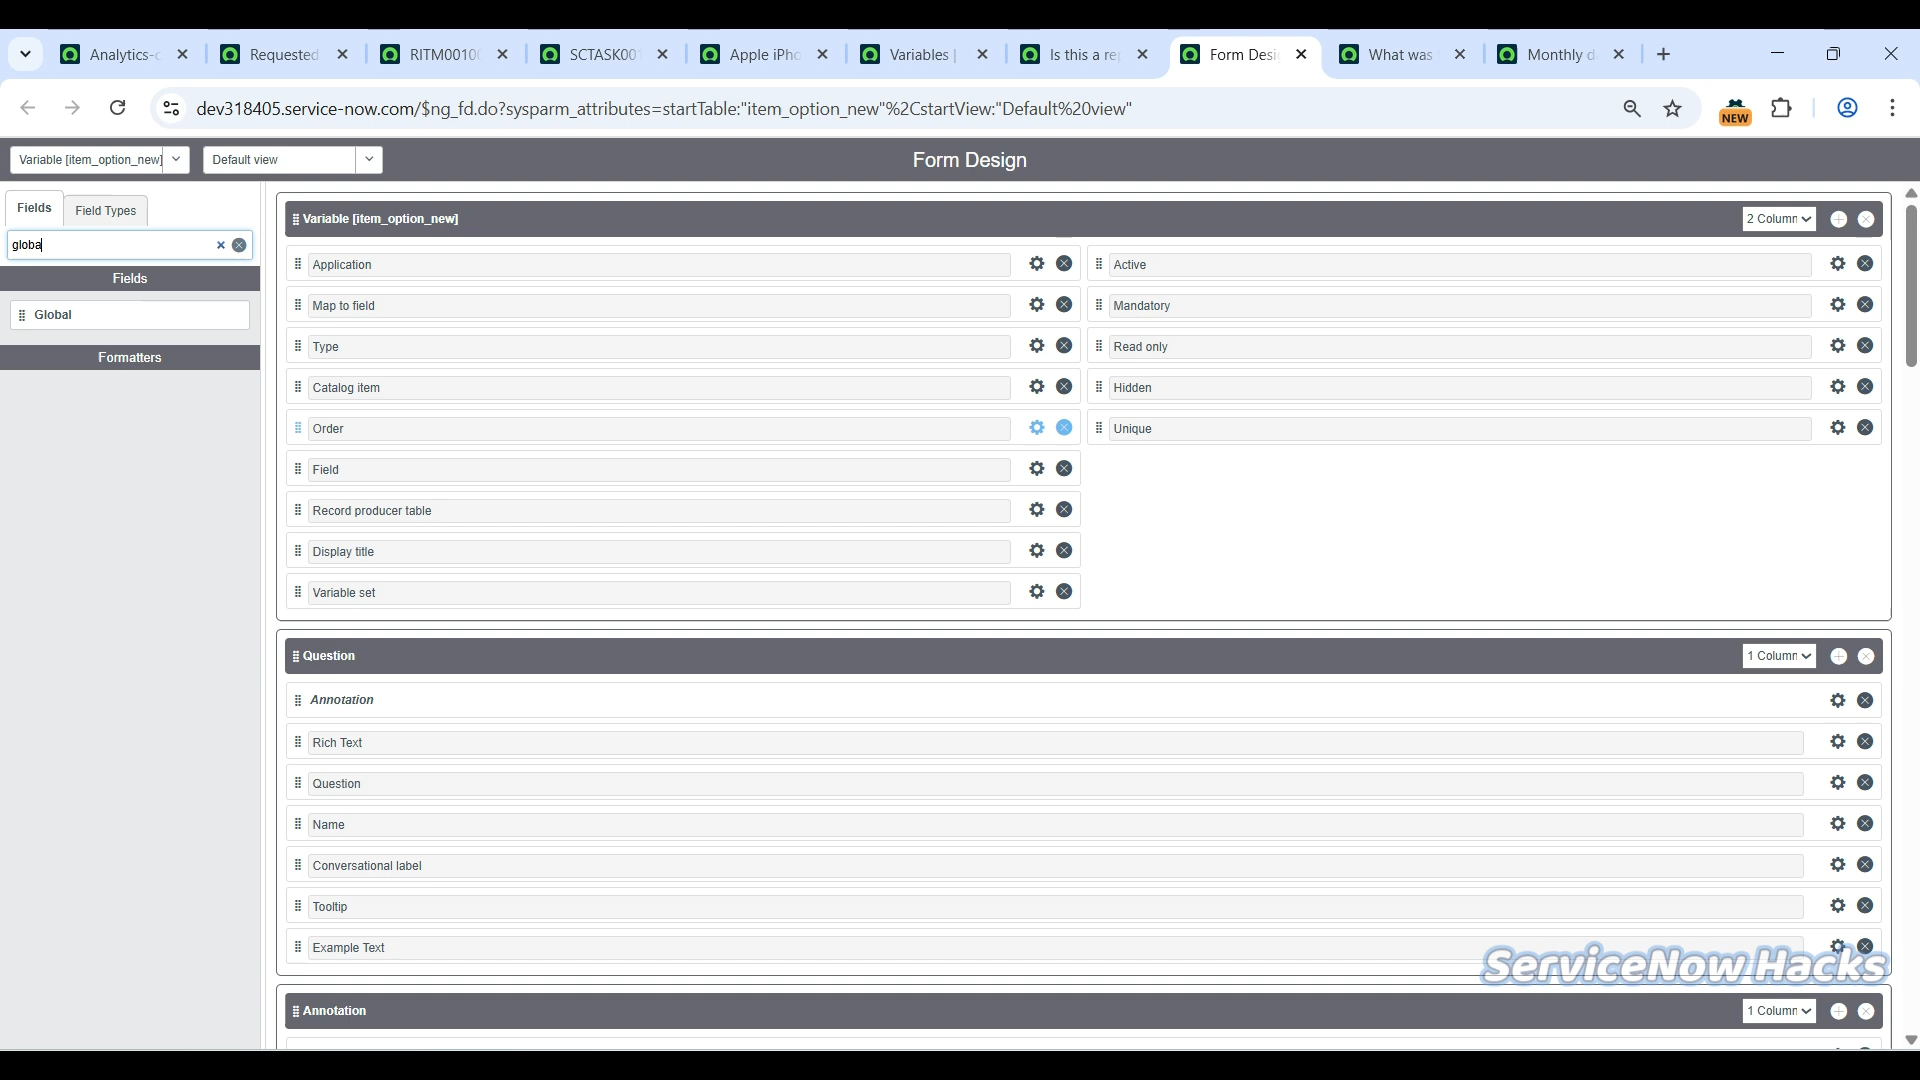 Analytics-c
Requested
RITM00100
SCTASK001
Apple iPho
Variables |
Is this a rep
Form Desi
What was
Monthly d
dev318405.service-now.com/$ng_fd.do?sysparm_attributes=startTable:"item_option_new"%2CstartView:"Default%20view"
NEW
Variable [item_option_new]
Default view
Form Design
Fields
Field Types
globa
Fields
Global
Formatters
Variable [item_option_new]
2 Column
Application
Active
Map to field
Mandatory
Type
Read only
Catalog item
Hidden
Order
Unique
Field
Record producer table
Display title
Variable set
Question
1 Column
Annotation
Rich Text
Question
Name
Conversational label
Tooltip
Example Text
ServiceNow Hacks
Annotation
1 Column